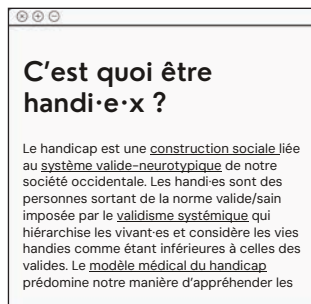 C’est quoi être
handi·e·x ?
Le handicap est une construction sociale liée
au système valide-neurotypique de notre
société occidentale. Les handi·es sont des
personnes sortant de la norme valide/sain
imposée par le validisme systémique qui
hiérarchise les vivant·es et considère les vies
handies comme étant inférieures à celles des
valides. Le modèle médical du handicap
prédomine notre manière d’appréhender les